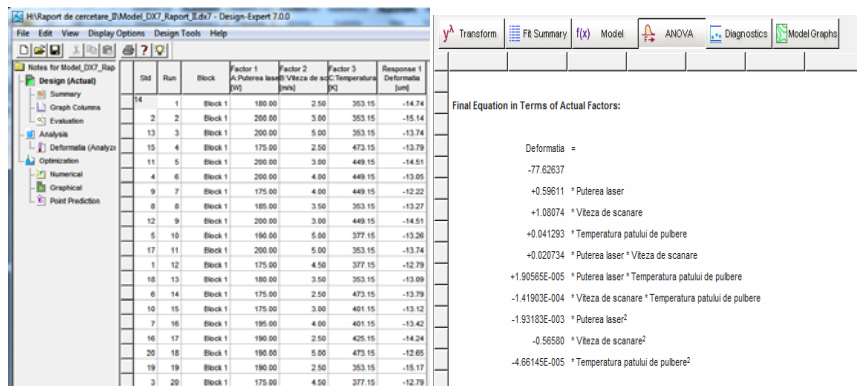 H:\Raport de cercetare_II\Model_DX7_Raport_II.dx7 - Design-Expert 7.0.0
File Edit View Display Options Design Tools Help
Notes for Model_DX7_Rap
Design (Actual)
Summary
Graph Columns
Evaluation
Analysis
Deformatia (Analyze
Optimization
Numerical
Graphical
Point Prediction
Std Run Block Factor 1 Factor 2 Factor 3 Response 1
A:Puterea lase B:Viteza de sc C:Temperatura Deformatia
[W] [m/s] [K] [um]
14 1 Block 1 180.00 2.50 353.15 -14.74
2 2 Block 1 200.00 3.00 353.15 -15.14
13 3 Block 1 200.00 5.00 353.15 -13.74
15 4 Block 1 175.00 2.50 473.15 -13.79
11 5 Block 1 200.00 3.00 449.15 -14.51
4 6 Block 1 200.00 4.00 449.15 -13.05
9 7 Block 1 175.00 4.00 449.15 -12.22
8 8 Block 1 185.00 3.50 353.15 -13.27
12 9 Block 1 200.00 3.00 449.15 -14.51
5 10 Block 1 190.00 5.00 377.15 -13.26
17 11 Block 1 200.00 5.00 353.15 -13.74
1 12 Block 1 175.00 4.50 377.15 -12.79
18 13 Block 1 180.00 3.50 353.15 -13.09
6 14 Block 1 175.00 2.50 473.15 -13.79
10 15 Block 1 175.00 3.00 401.15 -13.12
7 16 Block 1 195.00 4.00 401.15 -13.42
16 17 Block 1 190.00 2.50 425.15 -14.24
20 18 Block 1 190.00 5.00 473.15 -12.65
19 19 Block 1 190.00 2.50 353.15 -15.17
3 20 Block 1 175.00 4.50 377.15 -12.79
yλ Transform Fit Summary f(x) Model ANOVA Diagnostics Model Graphs
Final Equation in Terms of Actual Factors:
Deformatia =
-77.62637
+0.59611 * Puterea laser
+1.08074 * Viteza de scanare
+0.041293 * Temperatura patului de pulbere
+0.020734 * Puterea laser * Viteza de scanare
+1.90565E-005 * Puterea laser * Temperatura patului de pulbere
-1.41903E-004 * Viteza de scanare * Temperatura patului de pulbere
-1.93183E-003 * Puterea laser²
-0.56580 * Viteza de scanare²
-4.66145E-005 * Temperatura patului de pulbere²